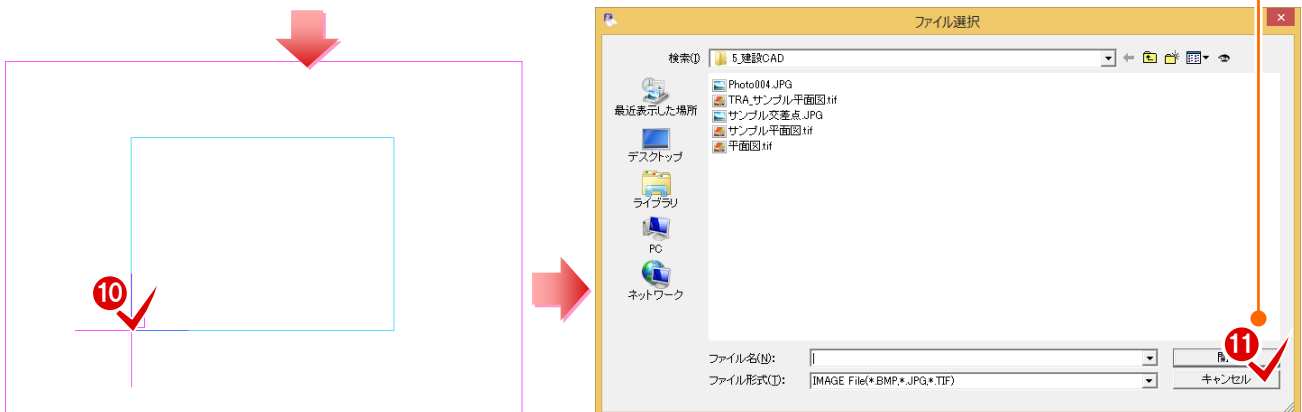 ファイル選択
検索(I)
5_建設CAD
最近表示した場所
デスクトップ
ライブラリ
PC
ネットワーク
Photo004.JPG
TRA_サンプル平面図.tif
サンプル交差点.JPG
サンプル平面図.tif
平面図.tif
10
11
ファイル名(N):
ファイル形式(T):
IMAGE File(*.BMP,*.JPG,*.TIF)
キャンセル